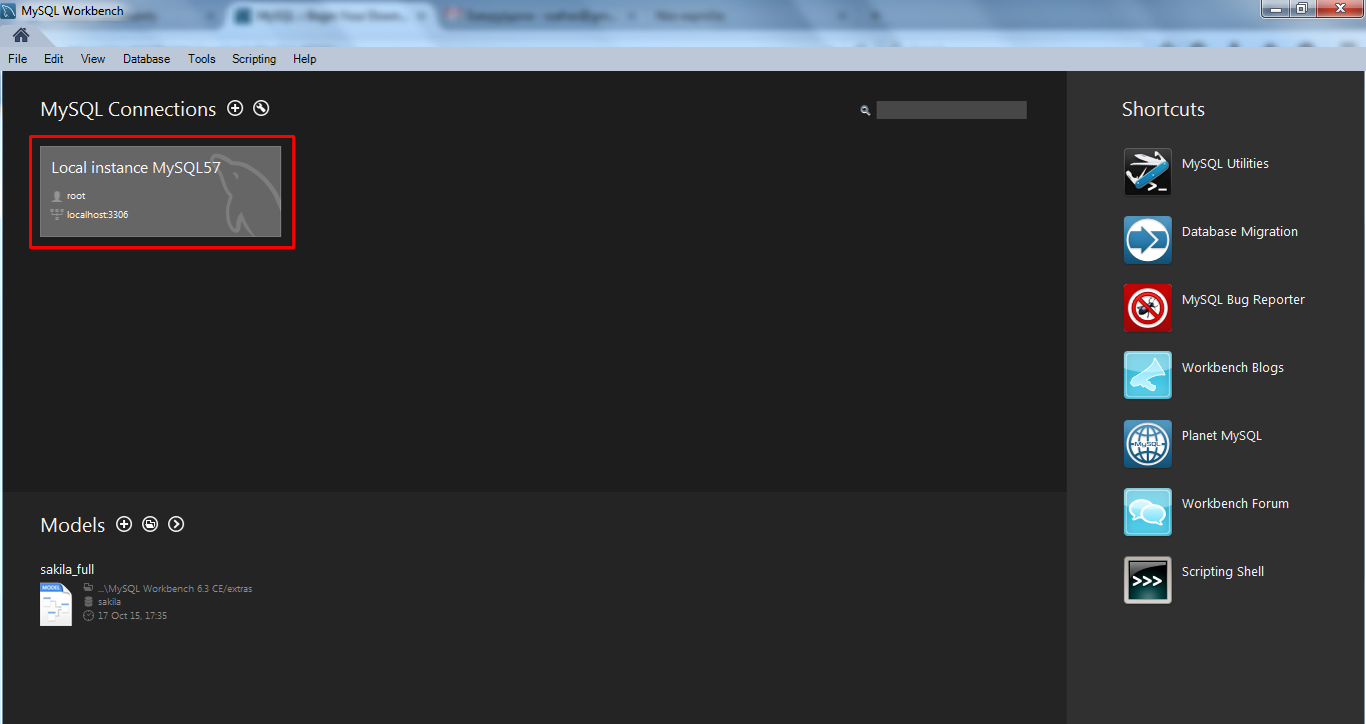 MySQL Workbench
File Edit View Database Tools Scripting Help
MySQL Connections
Local instance MySQL57
root
localhost:3306
Shortcuts
MySQL Utilities
Database Migration
MySQL Bug Reporter
Workbench Blogs
MySQL
Planet MySQL
Workbench Forum
>>>
Scripting Shell
Models
sakila_full
MODEL
...\MySQL Workbench 6.3 CE/extras
sakila
17 Oct 15, 17:35